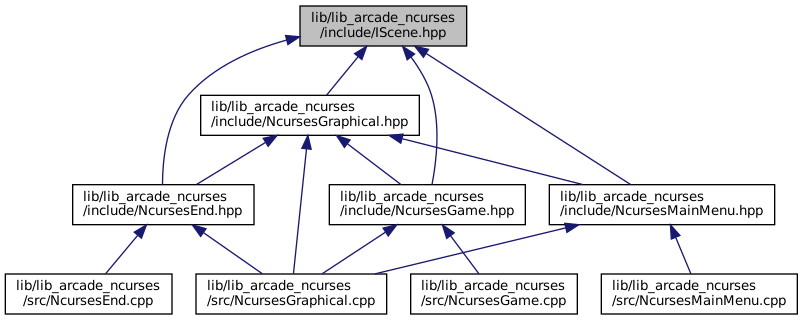 lib/lib_arcade_ncurses
/include/IScene.hpp
lib/lib_arcade_ncurses
/include/NcursesGraphical.hpp
lib/lib_arcade_ncurses
/include/NcursesEnd.hpp
lib/lib_arcade_ncurses
/include/NcursesGame.hpp
lib/lib_arcade_ncurses
/include/NcursesMainMenu.hpp
lib/lib_arcade_ncurses
/src/NcursesEnd.cpp
lib/lib_arcade_ncurses
/src/NcursesGraphical.cpp
lib/lib_arcade_ncurses
/src/NcursesGame.cpp
lib/lib_arcade_ncurses
/src/NcursesMainMenu.cpp